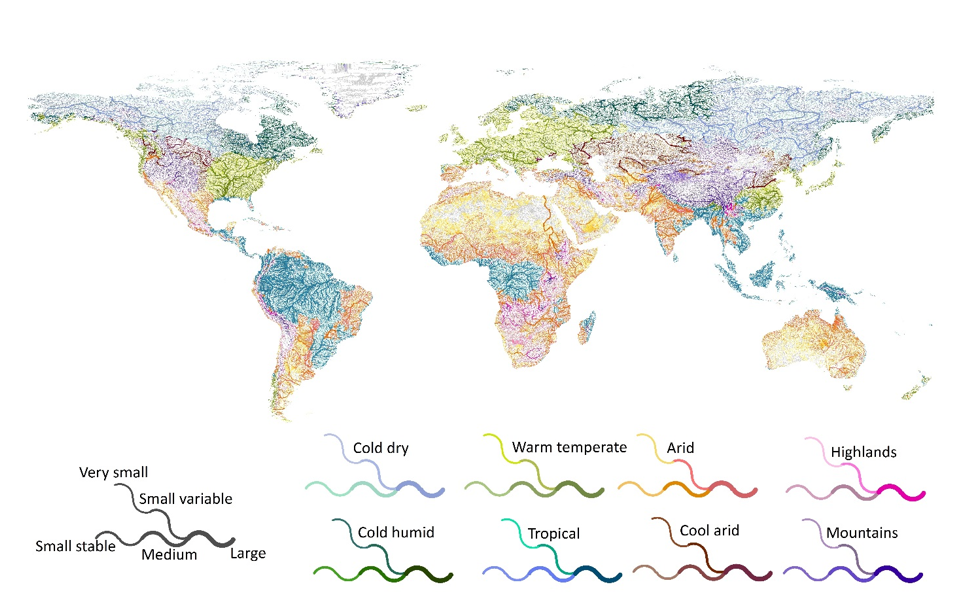 Cold dry
Warm temperate
Arid
Highlands
Very small
Small variable
Small stable
Medium
Large
Cold humid
Tropical
Cool arid
Mountains